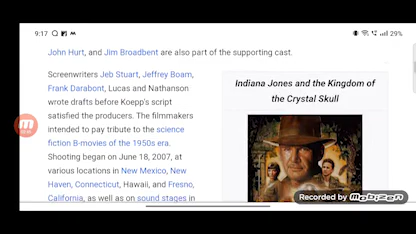 9:17
29%
John Hurt, and Jim Broadbent are also part of the supporting cast.
Screenwriters Jeb Stuart, Jeffrey Boam,
Frank Darabont, Lucas and Nathanson
wrote drafts before Koepp's script
satisfied the producers. The filmmakers
intended to pay tribute to the science
fiction B-movies of the 1950s era.
Shooting began on June 18, 2007, at
various locations in New Mexico, New
Haven, Connecticut, Hawaii, and Fresno,
California, as well as on sound stages in
Indiana Jones and the Kingdom of
the Crystal Skull
Recorded by
Mobizen